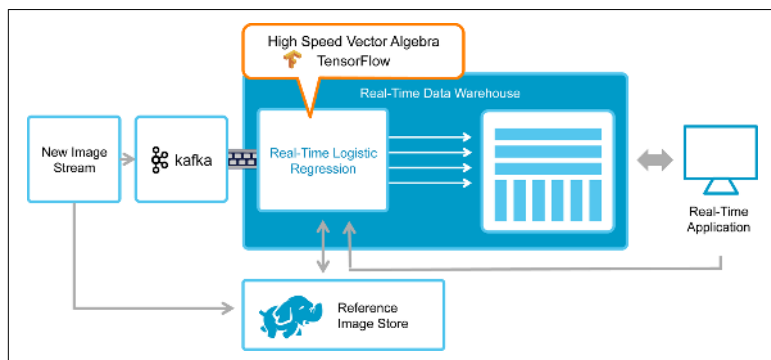 High Speed Vector Algebra
TensorFlow
Real-Time Data Warehouse
New Image
Stream
kafka
Real-Time Logistic
Regression
Real-Time
Application
Reference
Image Store